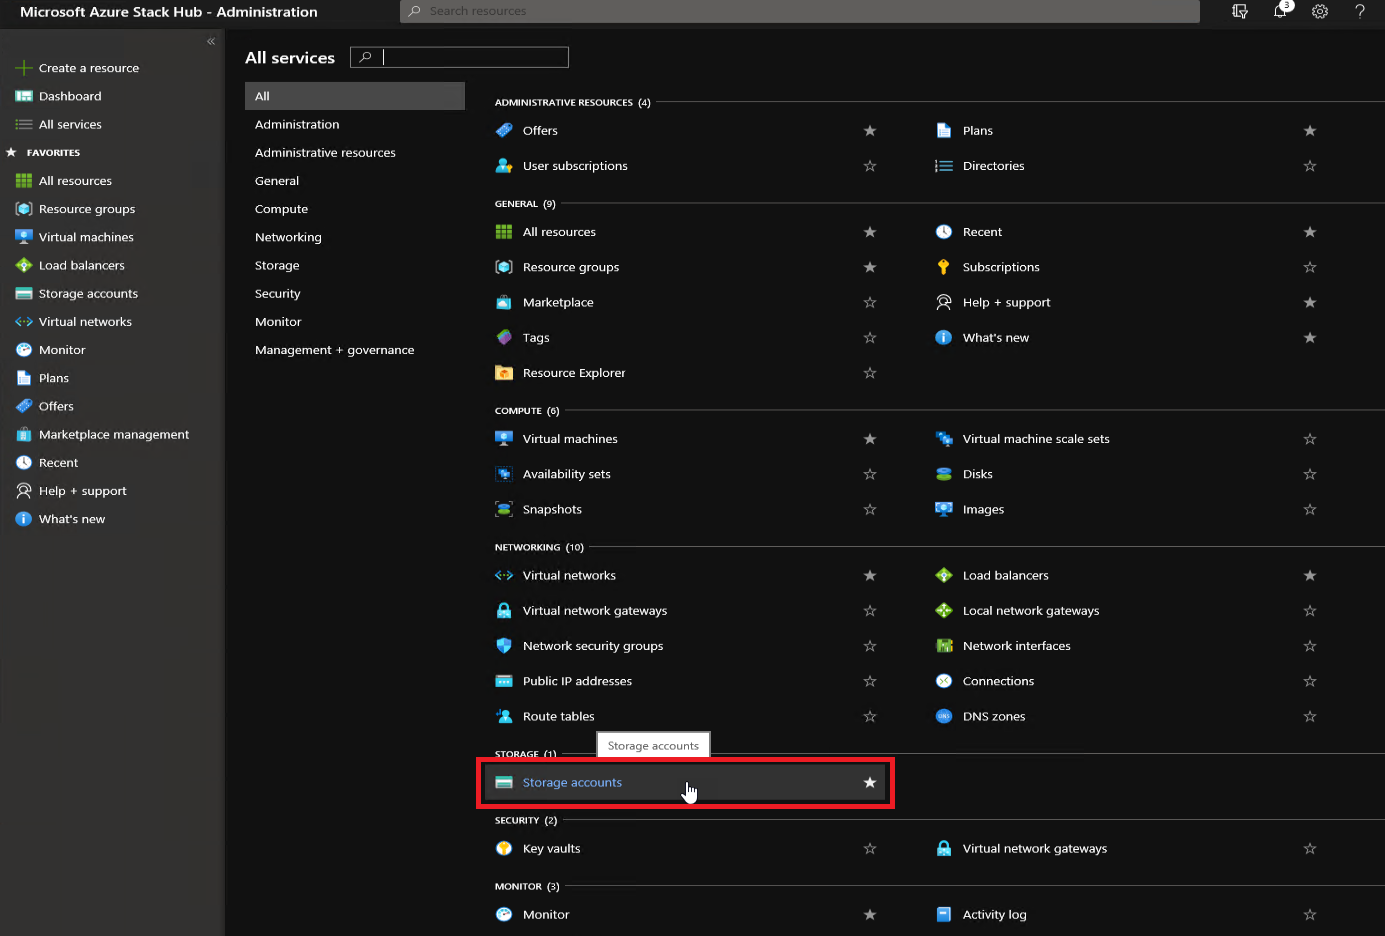 Microsoft Azure Stack Hub - Administration
Search resources
3
?
«
Create a resource
Dashboard
All services
FAVORITES
All resources
Resource groups
Virtual machines
Load balancers
Storage accounts
Virtual networks
Monitor
Plans
Offers
Marketplace management
Recent
Help + support
What's new
All services
All
Administration
Administrative resources
General
Compute
Networking
Storage
Security
Monitor
Management + governance
ADMINISTRATIVE RESOURCES (4)
Offers
Plans
User subscriptions
Directories
GENERAL (9)
All resources
Recent
Resource groups
Subscriptions
Marketplace
Help + support
Tags
What's new
Resource Explorer
COMPUTE (6)
Virtual machines
Virtual machine scale sets
Availability sets
Disks
Snapshots
Images
NETWORKING (10)
Virtual networks
Load balancers
Virtual network gateways
Local network gateways
Network security groups
Network interfaces
Public IP addresses
Connections
Route tables
DNS zones
STORAGE (1)
Storage accounts
Storage accounts
SECURITY (2)
Key vaults
Virtual network gateways
MONITOR (3)
Monitor
Activity log